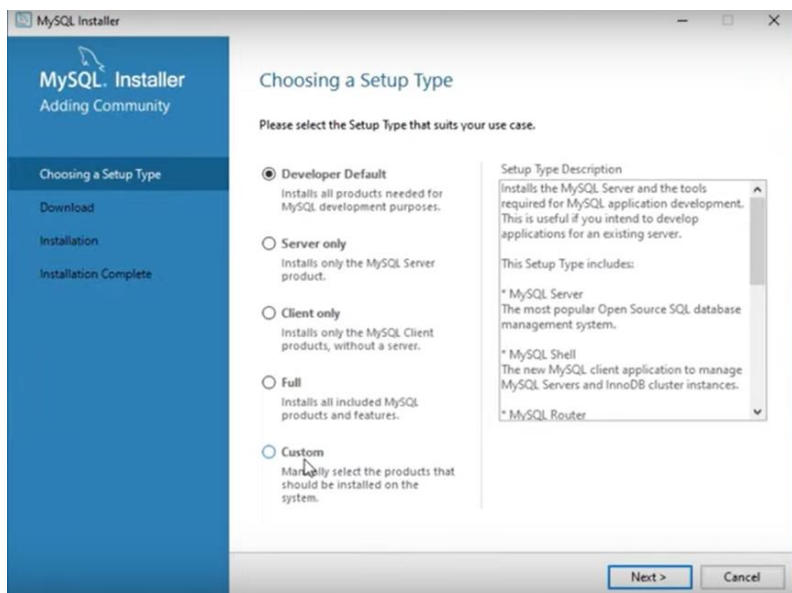 MySQL Installer
MySQL. Installer
Adding Community
Choosing a Setup Type
Download
Installation
Installation Complete
Choosing a Setup Type
Please select the Setup Type that suits your use case.
Developer Default
Installs all products needed for
MySQL development purposes.
Server only
Installs only the MySQL Server
product.
Client only
Installs only the MySQL Client
products, without a server.
Full
Installs all included MySQL
products and features.
Custom
Manually select the products that
should be installed on the
system.
Setup Type Description
Installs the MySQL Server and the tools
required for MySQL application development.
This is useful if you intend to develop
applications for an existing server.
This Setup Type includes:
* MySQL Server
The most popular Open Source SQL database
management system.
* MySQL Shell
The new MySQL client application to manage
MySQL Servers and InnoDB cluster instances.
* MySQL Router
Next >
Cancel